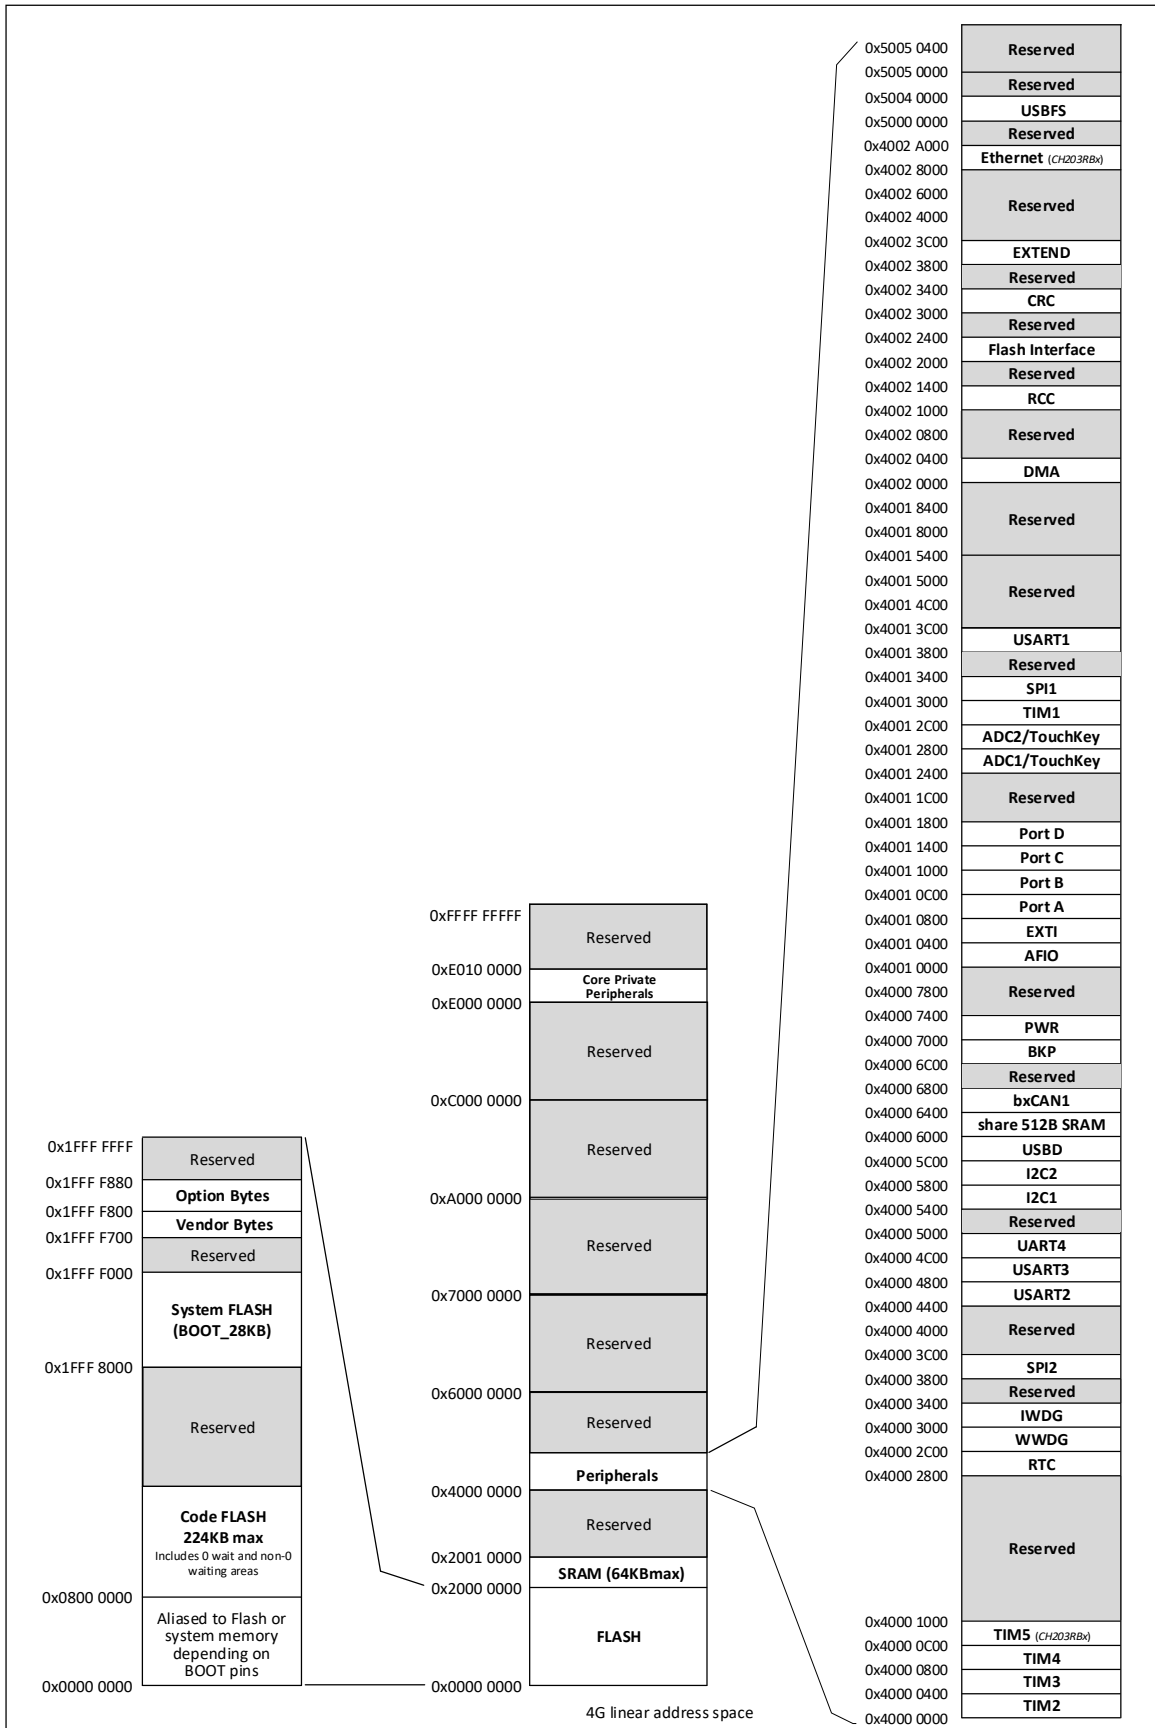 0x5005 0400
Reserved
0x5005 0000
Reserved
0x5004 0000
USBFS
0x5000 0000
Reserved
0x4002 A000
Ethernet (CH203RBx)
0x4002 8000
0x4002 6000
Reserved
0x4002 4000
0x4002 3C00
EXTEND
0x4002 3800
Reserved
0x4002 3400
CRC
0x4002 3000
Reserved
0x4002 2400
Flash Interface
0x4002 2000
Reserved
0x4002 1400
RCC
0x4002 1000
0x4002 0800
Reserved
0x4002 0400
DMA
0x4002 0000
0x4001 8400
Reserved
0x4001 8000
0x4001 5400
0x4001 5000
Reserved
0x4001 4C00
0x4001 3C00
USART1
0x4001 3800
Reserved
0x4001 3400
SPI1
0x4001 3000
TIM1
0x4001 2C00
ADC2/TouchKey
0x4001 2800
ADC1/TouchKey
0x4001 2400
0x4001 1C00
Reserved
0x4001 1800
Port D
0x4001 1400
Port C
0x4001 1000
Port B
0x4001 0C00
Port A
0x4001 0800
EXTI
0x4001 0400
AFIO
0x4001 0000
0x4000 7800
Reserved
0x4000 7400
PWR
0x4000 7000
BKP
0x4000 6C00
Reserved
0x4000 6800
bxCAN1
0x4000 6400
share 512B SRAM
0x4000 6000
USBD
0x4000 5C00
I2C2
0x4000 5800
I2C1
0x4000 5400
Reserved
0x4000 5000
UART4
0x4000 4C00
USART3
0x4000 4800
USART2
0x4000 4400
0x4000 4000
Reserved
0x4000 3C00
SPI2
0x4000 3800
Reserved
0x4000 3400
IWDG
0x4000 3000
WWDG
0x4000 2C00
RTC
0x4000 2800
Reserved
0x4000 1000
TIM5 (CH203RBx)
0x4000 0C00
TIM4
0x4000 0800
TIM3
0x4000 0400
TIM2
0x4000 0000
0xFFFF FFFFF
Reserved
0xE010 0000
Core Private
Peripherals
0xE000 0000
Reserved
0xC000 0000
Reserved
0xA000 0000
Reserved
0x7000 0000
Reserved
0x6000 0000
Reserved
Peripherals
0x4000 0000
Reserved
0x2001 0000
SRAM (64KBmax)
0x2000 0000
FLASH
0x0000 0000
4G linear address space
0x1FFF FFFF
Reserved
0x1FFF F880
Option Bytes
0x1FFF F800
Vendor Bytes
0x1FFF F700
Reserved
0x1FFF F000
System FLASH
(BOOT_28KB)
0x1FFF 8000
Reserved
Code FLASH
224KB max
Includes 0 wait and non-0
waiting areas
0x0800 0000
Aliased to Flash or
system memory
depending on
BOOT pins
0x0000 0000